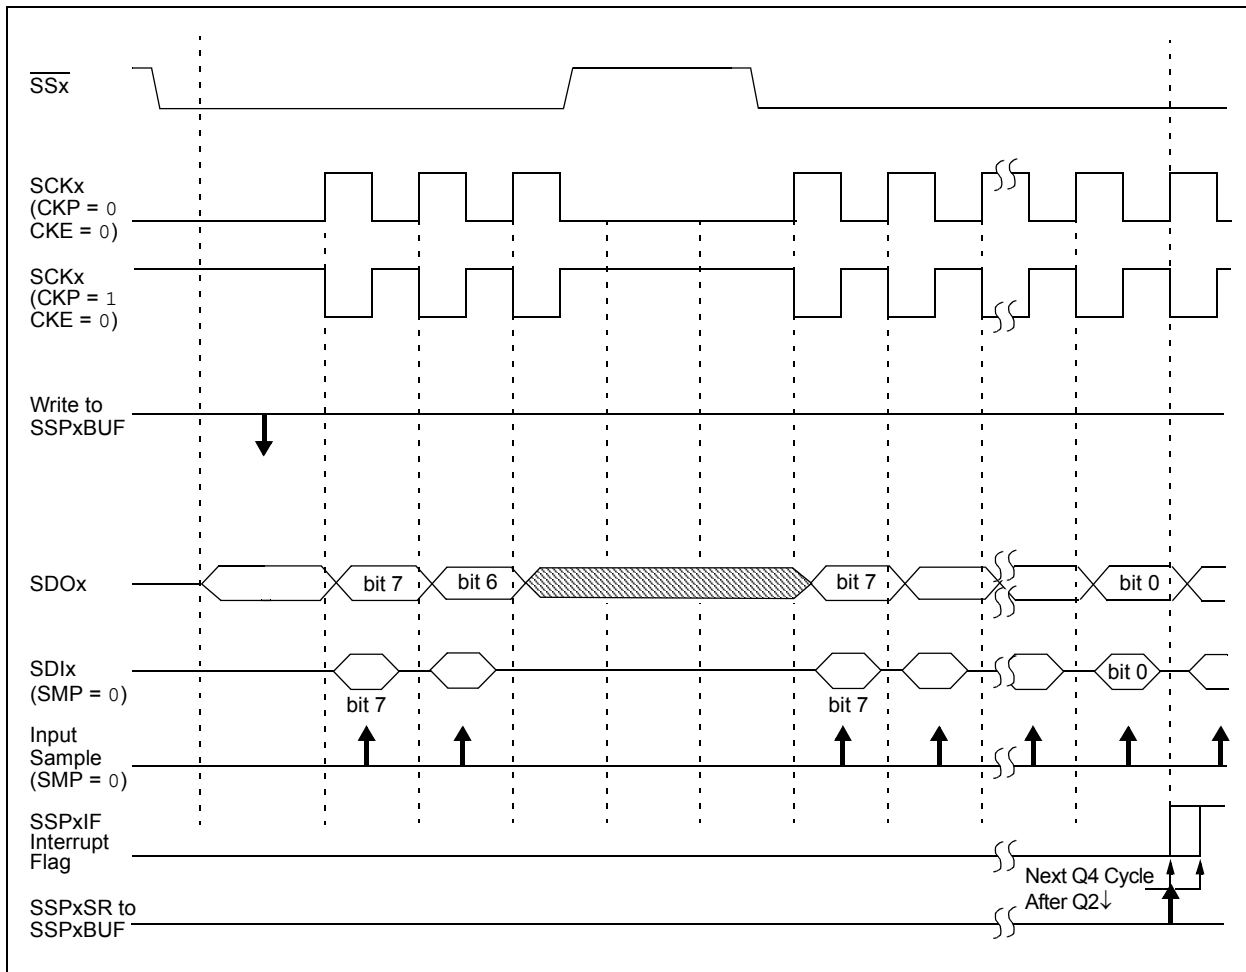 SSx
SCKx
(CKP = 0
CKE = 0)
SCKx
(CKP = 1
CKE = 0)
Write to
SSPxBUF
SDOx
bit 7
bit 6
bit 7
bit 0
SDIx
(SMP = 0)
bit 7
bit 7
bit 0
Input
Sample
(SMP = 0)
SSPxIF
Interrupt
Flag
Next Q4 Cycle
After Q2↓
SSPxSR to
SSPxBUF